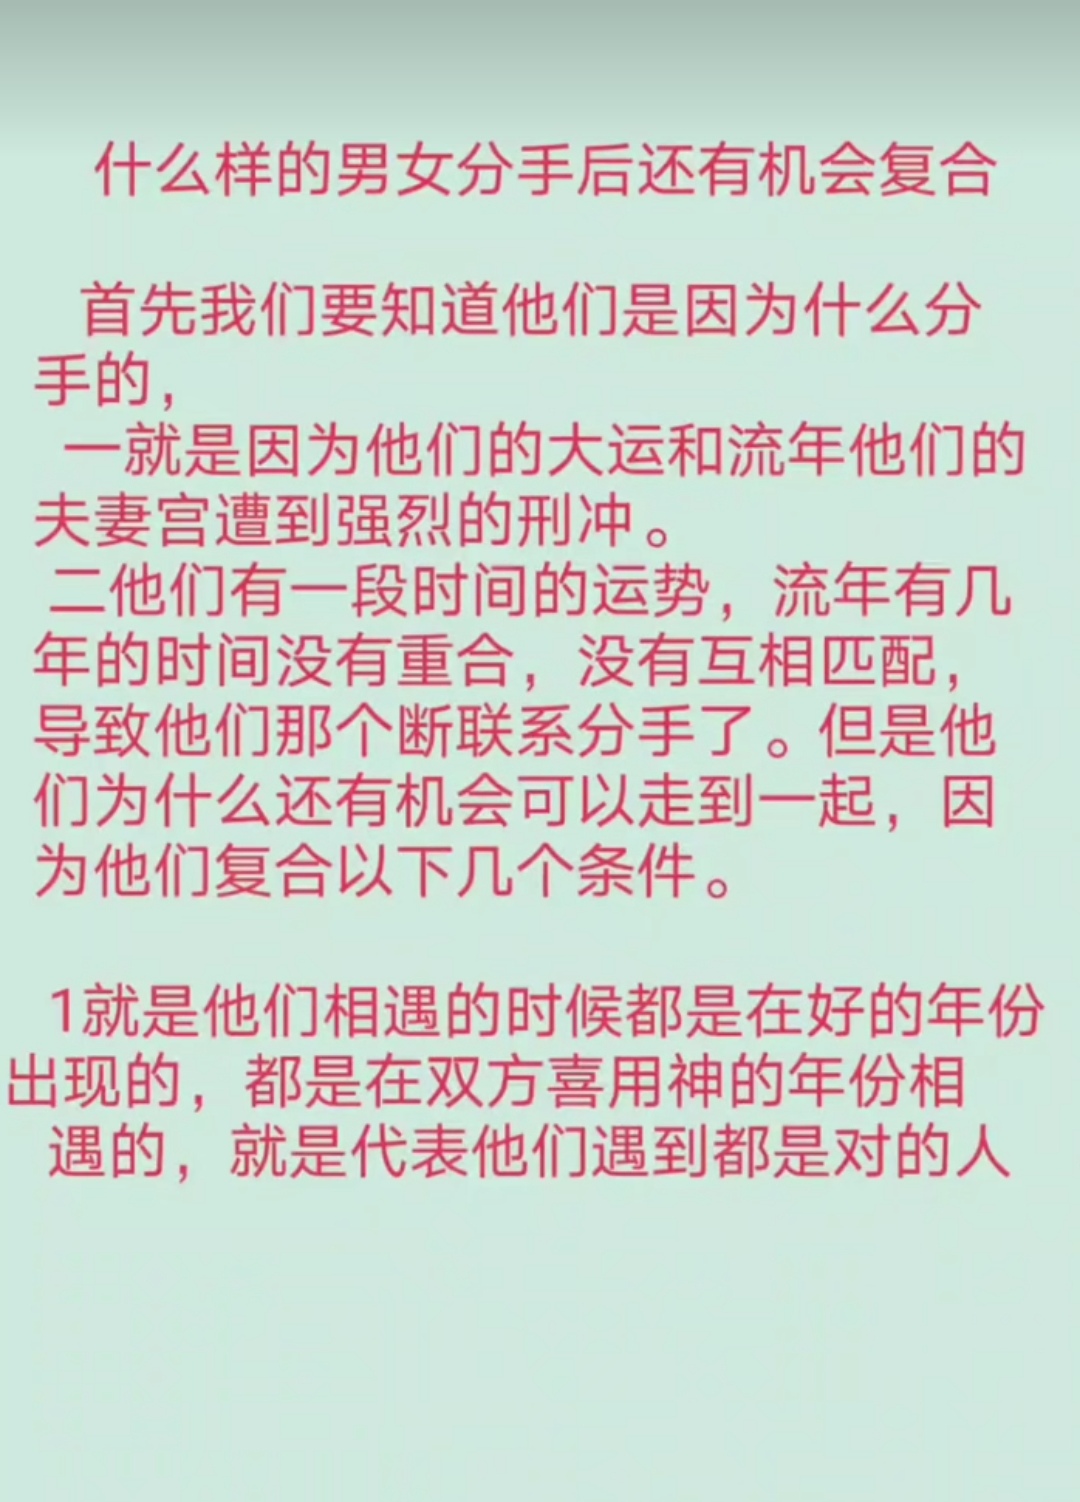 什么样的男女分手后还有机会复合
首先我们要知道他们是因为什么分
手的，
一就是因为他们的大运和流年他们的
夫妻宫遭到强烈的刑冲。
二他们有一段时间的运势，流年有几
年的时间没有重合，没有互相匹配，
导致他们那个断联系分手了。但是他
们为什么还有机会可以走到一起，因
为他们复合以下几个条件。
1就是他们相遇的时候都是在好的年份
出现的，都是在双方喜用神的年份相
遇的，就是代表他们遇到都是对的人